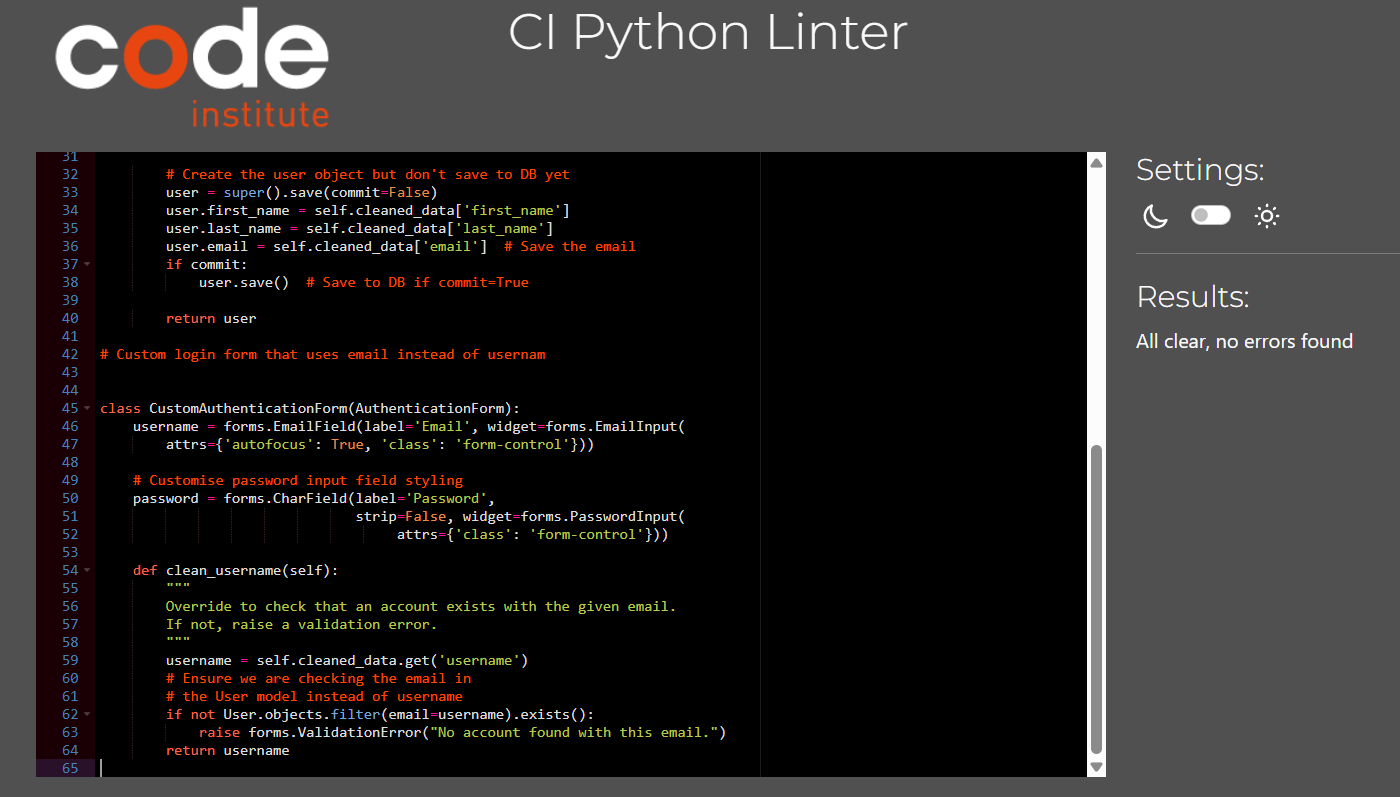 code
institute
CI Python Linter
31
32 # Create the user object but don't save to DB yet
33 user = super().save(commit=False)
34 user.first_name = self.cleaned_data['first_name']
35 user.last_name = self.cleaned_data['last_name']
36 user.email = self.cleaned_data['email']  # Save the email
37 if commit:
38 user.save()  # Save to DB if commit=True
39
40 return user
41
42 # Custom login form that uses email instead of usernam
43
44
45 class CustomAuthenticationForm(AuthenticationForm):
46 username = forms.EmailField(label='Email', widget=forms.EmailInput(
47 attrs={'autofocus': True, 'class': 'form-control'}))
48
49 # Customise password input field styling
50 password = forms.CharField(label='Password',
51 strip=False, widget=forms.PasswordInput(
52 attrs={'class': 'form-control'}))
53
54 def clean_username(self):
55 """
56 Override to check that an account exists with the given email.
57 If not, raise a validation error.
58 """
59 username = self.cleaned_data.get('username')
60 # Ensure we are checking the email in
61 # the User model instead of username
62 if not User.objects.filter(email=username).exists():
63 raise forms.ValidationError("No account found with this email.")
64 return username
65
Settings:
Results:
All clear, no errors found